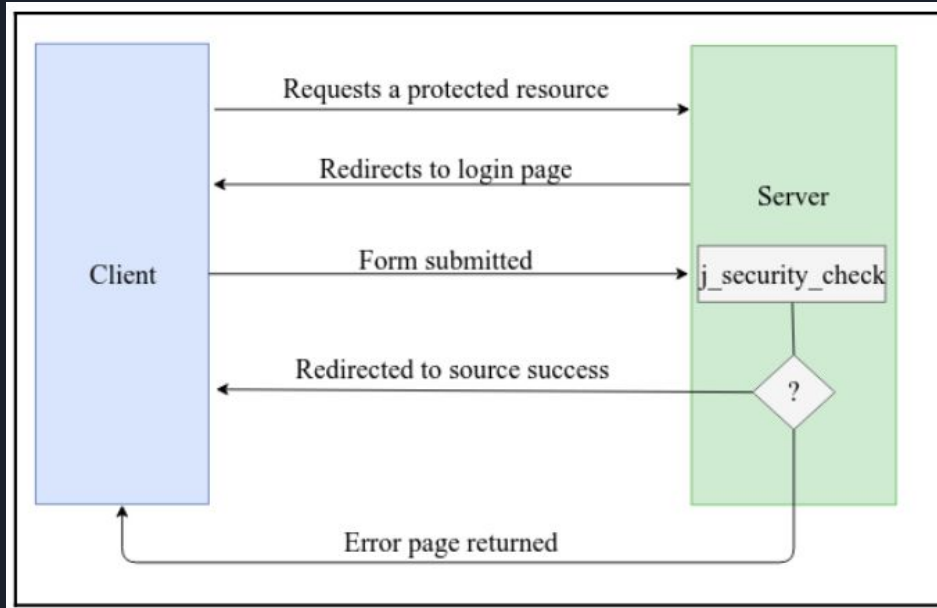 Requests a protected resource
Redirects to login page
Server
Client
Form submitted
j_security_check
Redirected to source success
?
Error page returned